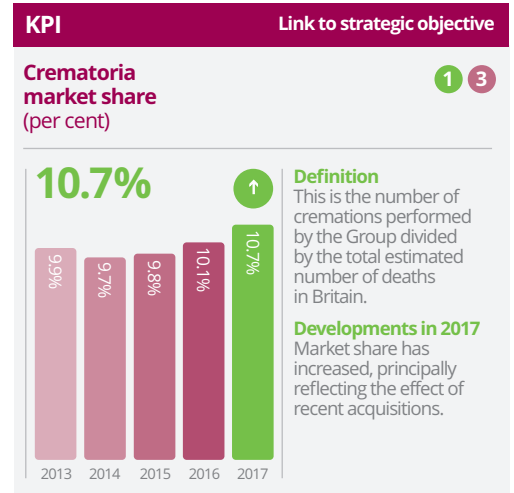 KPI
Link to strategic objective
Crematoria
market share
(per cent)
1 3
10.7%
9.9%
9.7%
9.8%
10.1%
10.7%
2013 2014 2015 2016 2017
Definition
This is the number of
cremations performed
by the Group divided
by the total estimated
number of deaths
in Britain.
Developments in 2017
Market share has
increased, principally
reflecting the effect of
recent acquisitions.